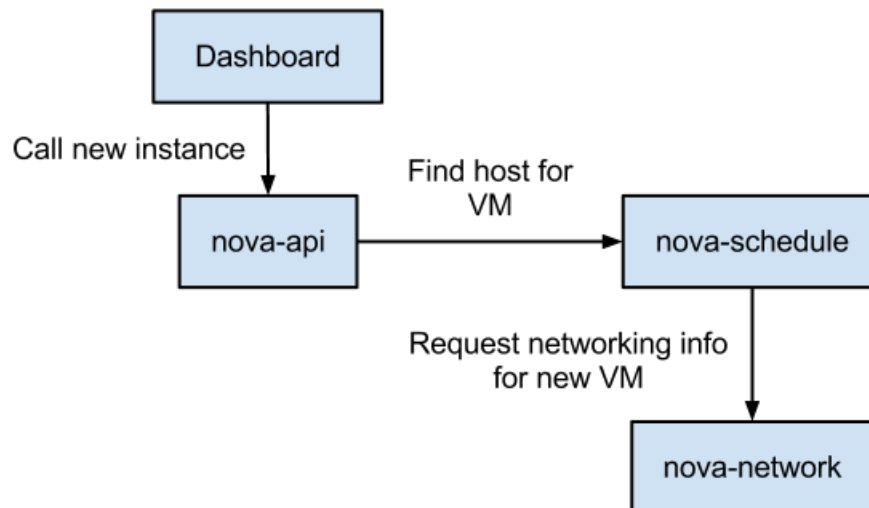 Dashboard
Call new instance
Find host for
VM
nova-api
nova-schedule
Request networking info
for new VM
nova-network